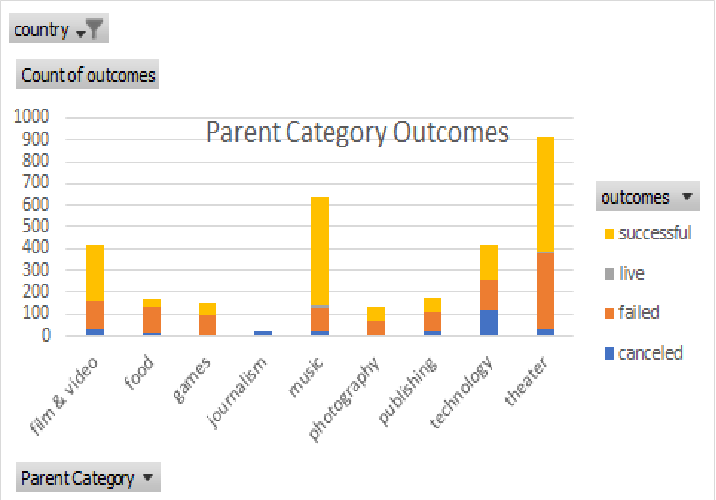 country
Count of outcomes
Parent Category Outcomes
1000
900
800
700
600
500
400
300
200
100
0
film & video
food
games
journalism
music
photography
publishing
technology
theater
outcomes
successful
live
failed
canceled
Parent Category